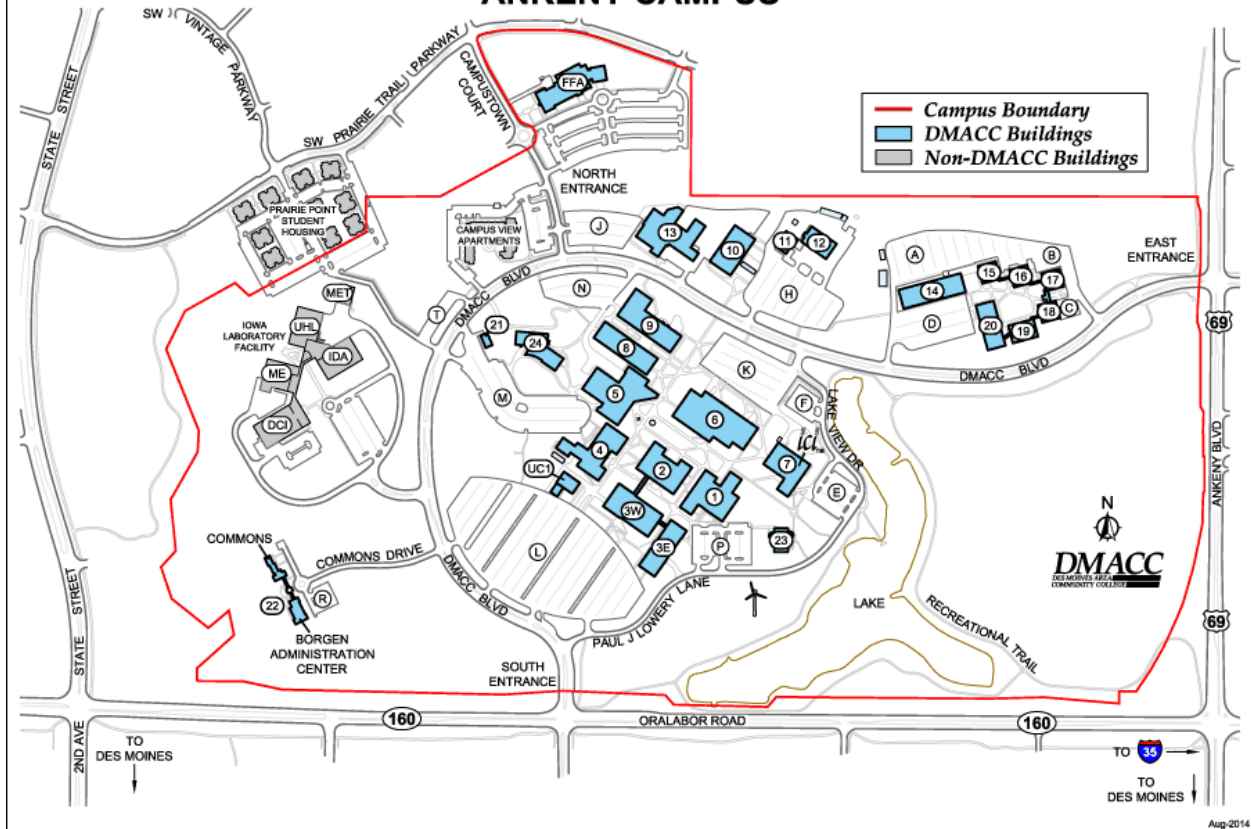 ANKENY CAMPUS
SW
VINTAGE
PARKWAY
STATE STREET
SW PRAIRIE TRAIL PARKWAY
CAMPUSTOWN
COURT
FFA
Campus Boundary
DMACC Buildings
Non-DMACC Buildings
NORTH
ENTRANCE
PRAIRIE POINT
STUDENT
HOUSING
CAMPUS VIEW
APARTMENTS
J
13
10
11
12
A
B
EAST
ENTRANCE
15
16
17
14
C
18
19
20
D
H
N
DMACC BLVD
T
MET
UHL
IOWA
LABORATORY
FACILITY
IDA
ME
DCI
21
24
9
8
K
DMACC BLVD
69
M
5
6
F
LAKE VIEW DR
ici
7
E
4
UC1
2
1
3W
3E
P
23
L
ANKENY BLVD
N
DMACC
DES MOINES AREA
COMMUNITY COLLEGE
COMMONS
COMMONS DRIVE
R
22
BORGEN
ADMINISTRATION
CENTER
DMACC BLVD
PAUL J LOWERY LANE
LAKE
RECREATIONAL TRAIL
69
SOUTH
ENTRANCE
STATE STREET
160
ORALABOR ROAD
160
2ND AVE
TO
DES MOINES
TO 35
TO
DES MOINES
Aug-2014